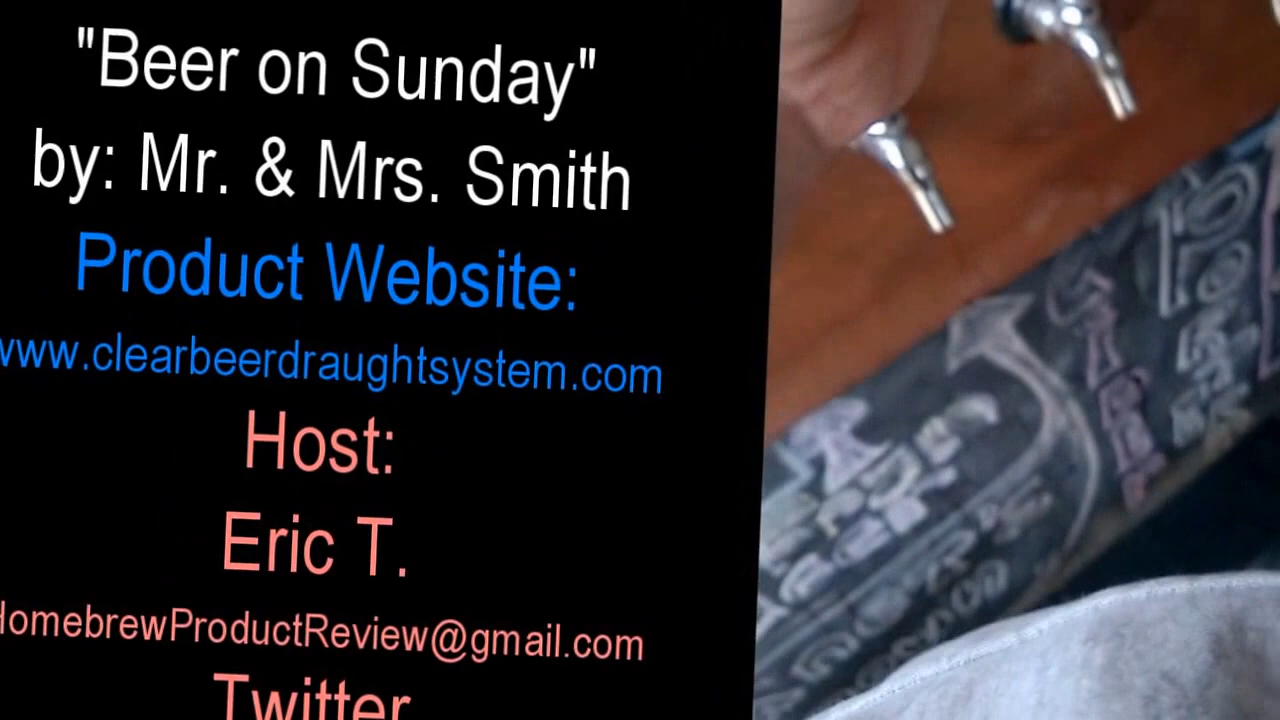 "Beer on Sunday"
by: Mr. & Mrs. Smith
Product Website:
www.clearbeerdraughtsystem.com
Host:
Eric T.
HomebrewProductReview@gmail.com
Twitter